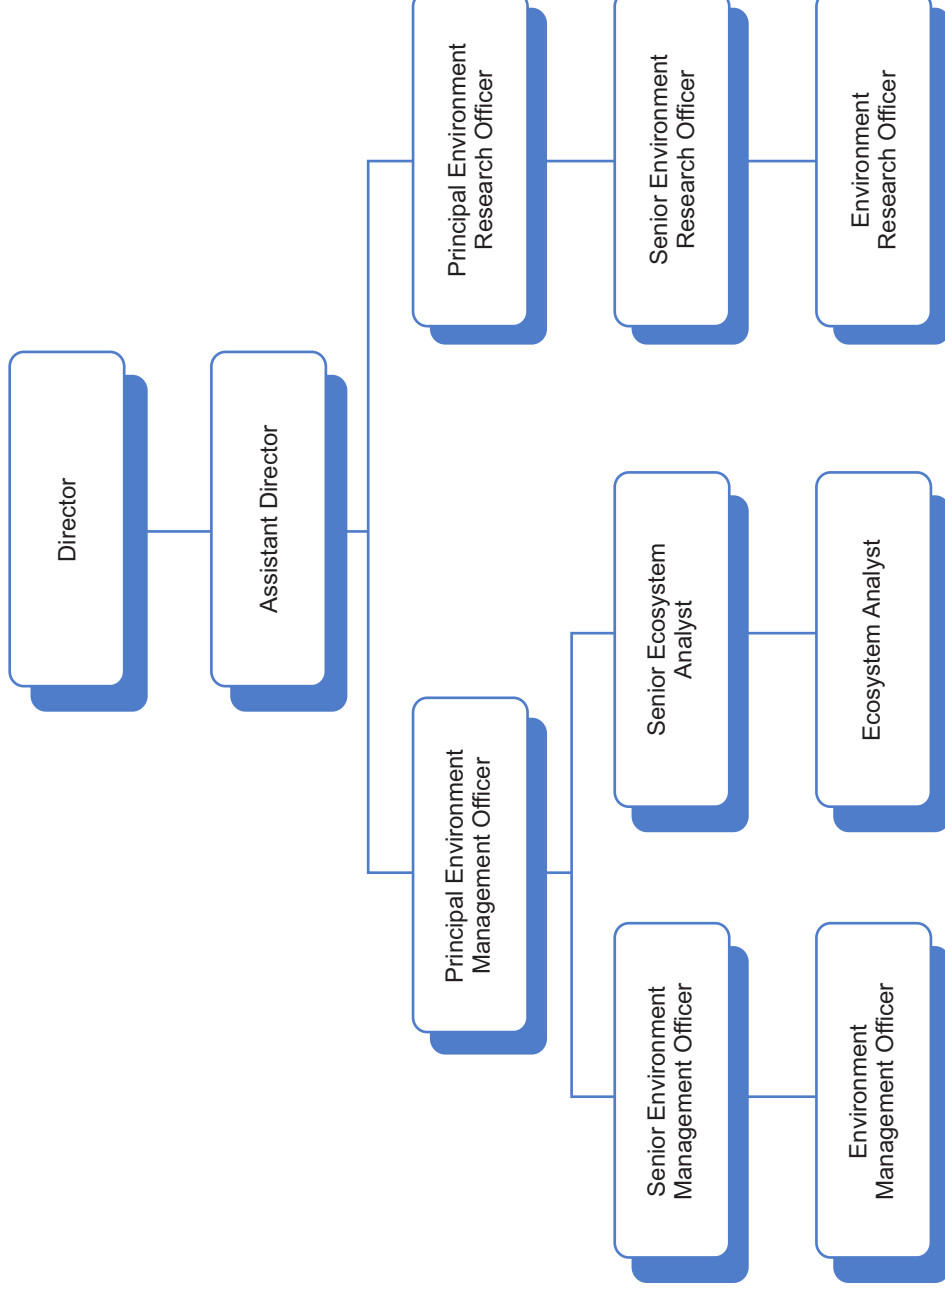 Director
Assistant Director
Principal Environment
Management Officer
Principal Environment
Research Officer
Senior Environment
Management Officer
Senior Ecosystem
Analyst
Senior Environment
Research Officer
Environment
Management Officer
Ecosystem Analyst
Environment
Research Officer